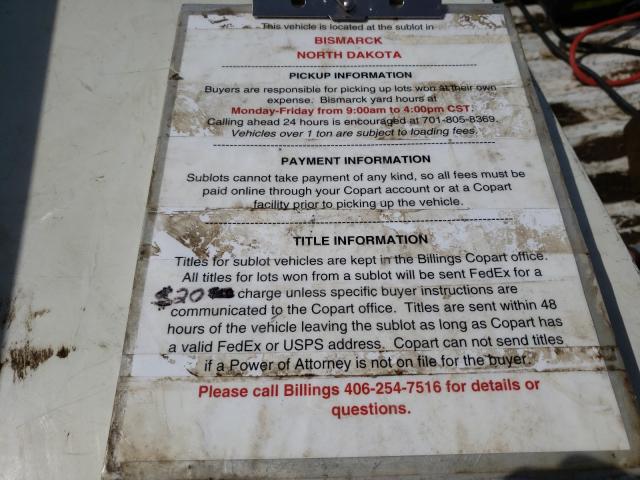 This vehicle is located at the sublot in
BISMARCK
NORTH DAKOTA
PICKUP INFORMATION
Buyers are responsible for picking up lots won at their own
expense. Bismarck yard hours at
Monday-Friday from 9:00am to 4:00pm CST.
Calling ahead 24 hours is encouraged at 701-805-8369.
Vehicles over 1 ton are subject to loading fees.
PAYMENT INFORMATION
Sublots cannot take payment of any kind, so all fees must be
paid online through your Copart account or at a Copart
facility prior to picking up the vehicle.
TITLE INFORMATION
Titles for sublot vehicles are kept in the Billings Copart office.
All titles for lots won from a sublot will be sent FedEx for a
$20 charge unless specific buyer instructions are
communicated to the Copart office. Titles are sent within 48
hours of the vehicle leaving the sublot as long as Copart has
a valid FedEx or USPS address. Copart can not send titles
if a Power of Attorney is not on file for the buyer.
Please call Billings 406-254-7516 for details or
questions.